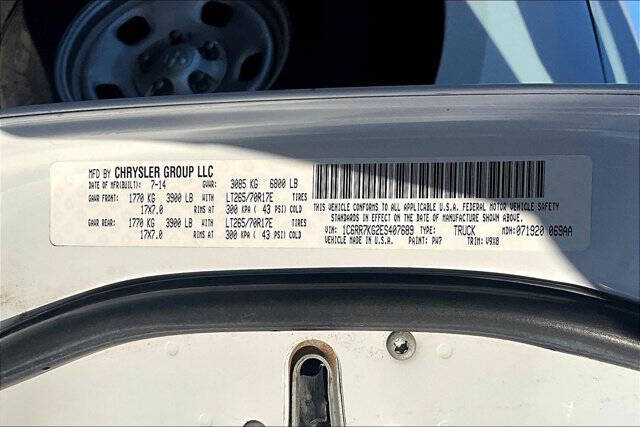 MFD BY CHRYSLER GROUP LLC
DATE OF MFR(BUILT): 7-14 GVWR: 3085 KG 6800 LB
GAWR FRONT: 1770 KG 3900 LB LT265/70R17E TIRES
17X7.0 RIMS AT 300 KPA ( 43 PSI) COLD
GAWR REAR: 1770 KG 3900 LB LT265/70R17E TIRES
17X7.0 RIMS AT 300 KPA ( 43 PSI) COLD
THIS VEHICLE CONFORMS TO ALL APPLICABLE U.S.A. FEDERAL MOTOR VEHICLE SAFETY
STANDARDS IN EFFECT ON THE DATE OF MANUFACTURE SHOWN ABOVE.
VIN: 1C6RR7KG2ES407689 TYPE: TRUCK MDH: 071920 069AA
VEHICLE MADE IN U.S.A. PAINT: PW7 TRIM: V9X8